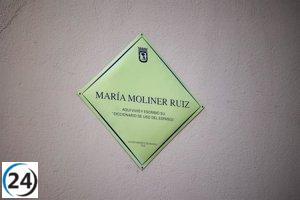 MARÍA MOLINER RUIZ
AQUÍ VIVIÓ Y ESCRIBIÓ SU
"DICCIONARIO DE USO DEL ESPAÑOL"
24